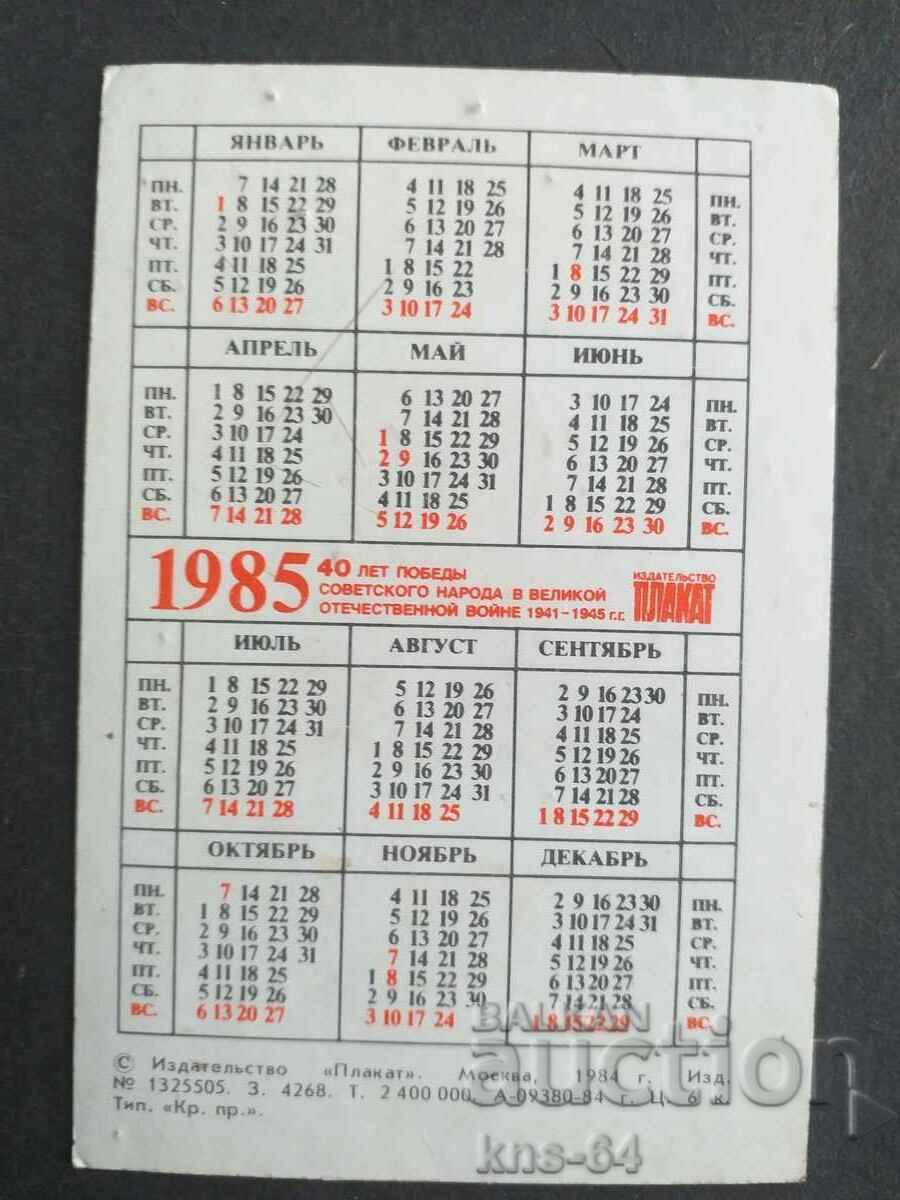 ЯНВАРЬ ФЕВРАЛЬ МАРТ
ПН. 7 14 21 28 4 11 18 25 4 11 18 25 ПН.
ВТ. 1 8 15 22 29 5 12 19 26 5 12 19 26 ВТ.
СР. 2 9 16 23 30 6 13 20 27 6 13 20 27 СР.
ЧТ. 3 10 17 24 31 7 14 21 28 7 14 21 28 ЧТ.
ПТ. 4 11 18 25 1 8 15 22 1 8 15 22 29 ПТ.
СБ. 5 12 19 26 2 9 16 23 2 9 16 23 30 СБ.
ВС. 6 13 20 27 3 10 17 24 3 10 17 24 31 ВС.
АПРЕЛЬ МАЙ ИЮНЬ
ПН. 1 8 15 22 29 6 13 20 27 3 10 17 24 ПН.
ВТ. 2 9 16 23 30 7 14 21 28 4 11 18 25 ВТ.
СР. 3 10 17 24 1 8 15 22 29 5 12 19 26 СР.
ЧТ. 4 11 18 25 2 9 16 23 30 6 13 20 27 ЧТ.
ПТ. 5 12 19 26 3 10 17 24 31 7 14 21 28 ПТ.
СБ. 6 13 20 27 4 11 18 25 1 8 15 22 29 СБ.
ВС. 7 14 21 28 5 12 19 26 2 9 16 23 30 ВС.
1985 40 ЛЕТ ПОБЕДЫ
СОВЕТСКОГО НАРОДА В ВЕЛИКОЙ
ОТЕЧЕСТВЕННОЙ ВОЙНЕ 1941–1945 г.г.
ИЗДАТЕЛЬСТВО
ПЛАКАТ
ИЮЛЬ АВГУСТ СЕНТЯБРЬ
ПН. 1 8 15 22 29 5 12 19 26 2 9 16 23 30 ПН.
ВТ. 2 9 16 23 30 6 13 20 27 3 10 17 24 ВТ.
СР. 3 10 17 24 31 7 14 21 28 4 11 18 25 СР.
ЧТ. 4 11 18 25 1 8 15 22 29 5 12 19 26 ЧТ.
ПТ. 5 12 19 26 2 9 16 23 30 6 13 20 27 ПТ.
СБ. 6 13 20 27 3 10 17 24 31 7 14 21 28 СБ.
ВС. 7 14 21 28 4 11 18 25 1 8 15 22 29 ВС.
ОКТЯБРЬ НОЯБРЬ ДЕКАБРЬ
ПН. 7 14 21 28 4 11 18 25 2 9 16 23 30 ПН.
ВТ. 1 8 15 22 29 5 12 19 26 3 10 17 24 31 ВТ.
СР. 2 9 16 23 30 6 13 20 27 4 11 18 25 СР.
ЧТ. 3 10 17 24 31 7 14 21 28 5 12 19 26 ЧТ.
ПТ. 4 11 18 25 1 8 15 22 29 6 13 20 27 ПТ.
СБ. 5 12 19 26 2 9 16 23 30 7 14 21 28 СБ.
ВС. 6 13 20 27 3 10 17 24 1 8 15 22 29 ВС.
BALKAN
auction
© Издательство «Плакат». Москва, 1984 г. Изд.
№ 1325505. З. 4268. Т. 2 400 000. А-09380-84 г. Ц. 6 к.
Тип. «Кр. пр.».
kns-64